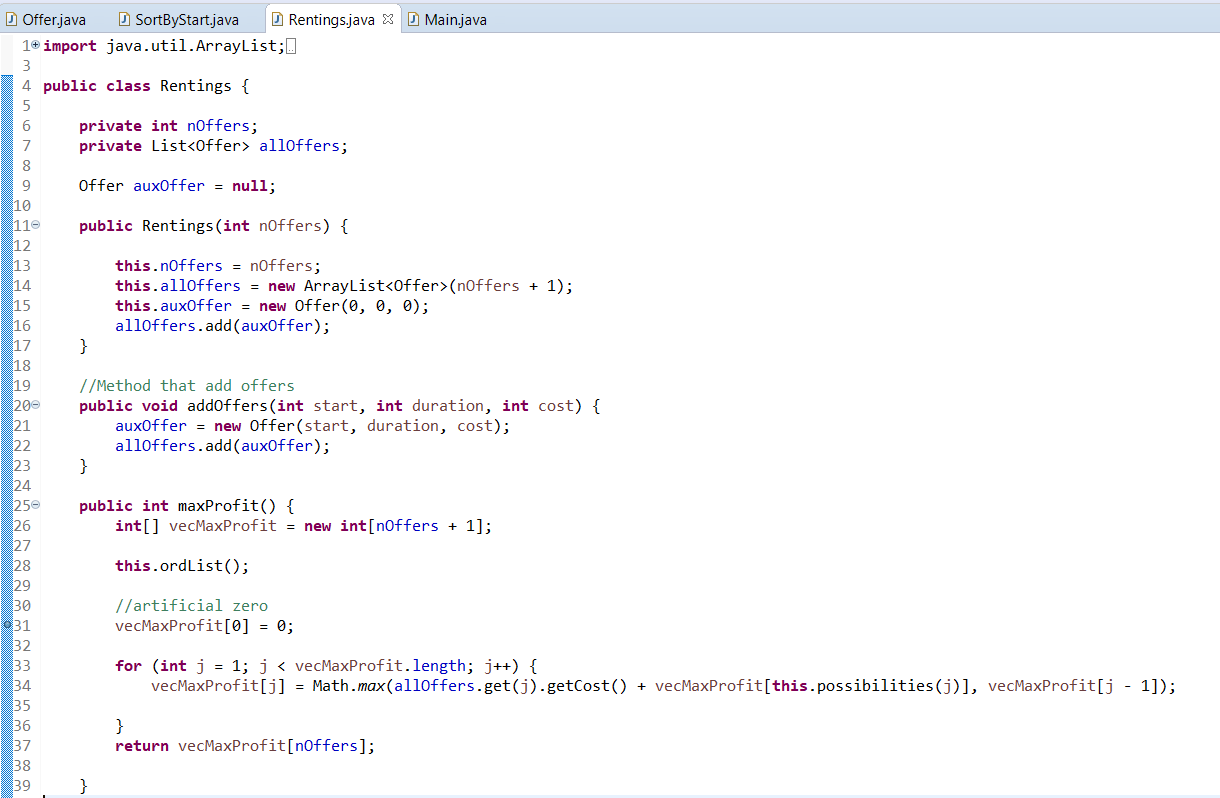 Offer.java SortByStart.java Rentings.java Main.java
1 import java.util.ArrayList;
3
4 public class Rentings {
5
6     private int nOffers;
7     private List<Offer> allOffers;
8
9     Offer auxOffer = null;
10
11     public Rentings(int nOffers) {
12
13         this.nOffers = nOffers;
14         this.allOffers = new ArrayList<Offer>(nOffers + 1);
15         this.auxOffer = new Offer(0, 0, 0);
16         allOffers.add(auxOffer);
17     }
18
19     //Method that add offers
20     public void addOffers(int start, int duration, int cost) {
21         auxOffer = new Offer(start, duration, cost);
22         allOffers.add(auxOffer);
23     }
24
25     public int maxProfit() {
26         int[] vecMaxProfit = new int[nOffers + 1];
27
28         this.ordList();
29
30         //artificial zero
31         vecMaxProfit[0] = 0;
32
33         for (int j = 1; j < vecMaxProfit.length; j++) {
34             vecMaxProfit[j] = Math.max(allOffers.get(j).getCost() + vecMaxProfit[this.possibilities(j)], vecMaxProfit[j - 1]);
35
36         }
37         return vecMaxProfit[nOffers];
38
39     }